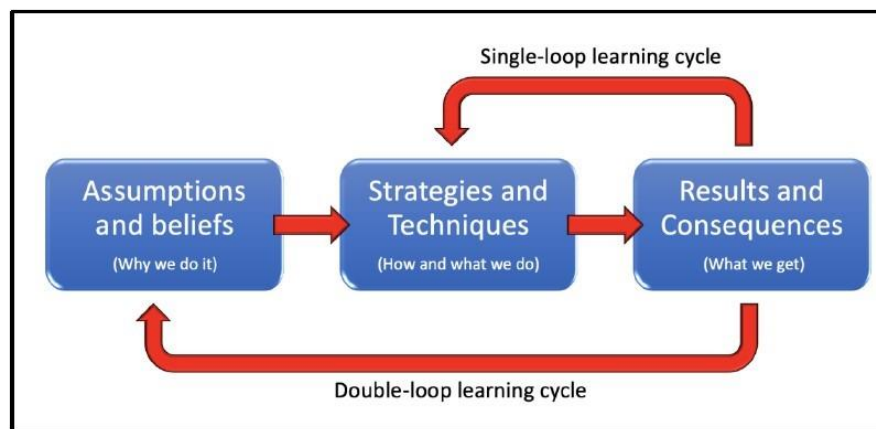 Single-loop learning cycle
Assumptions
and beliefs
(Why we do it)
Strategies and
Techniques
(How and what we do)
Results and
Consequences
(What we get)
Double-loop learning cycle